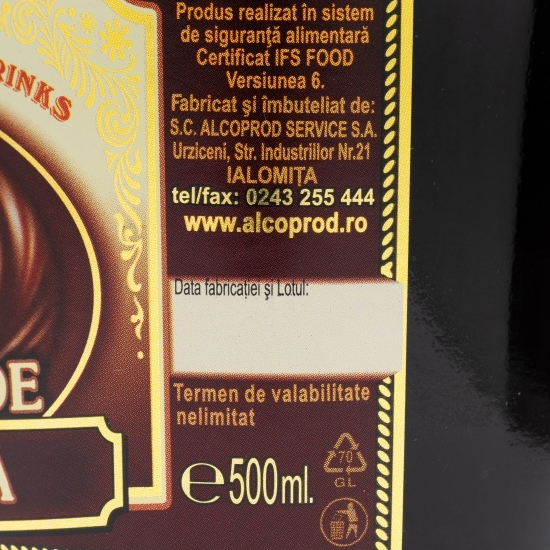 RINKS
DE
A
Produs realizat în sistem
de siguranţă alimentară
Certificat IFS FOOD
Versiunea 6.
Fabricat şi îmbuteliat de:
S.C. ALCOPROD SERVICE S.A.
Urziceni, Str. Industriilor Nr.21
IALOMIŢA
tel/fax: 0243 255 444
www.alcoprod.ro
Data fabricaţiei şi Lotul:
Termen de valabilitate
nelimitat
e 500ml.
70
GL